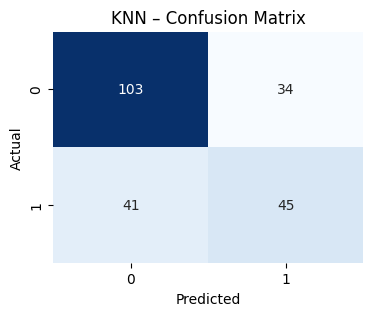 KNN – Confusion Matrix
Actual
0
103
34
1
41
45
0
1
Predicted